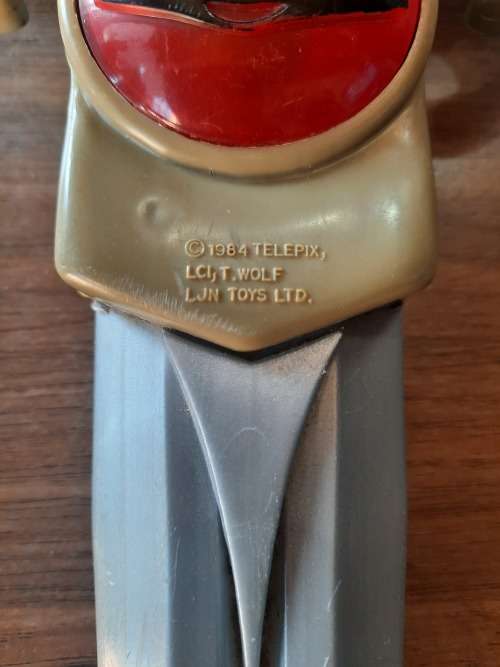 © 1984 TELEPIX,
LCI, T. WOLF
LJN TOYS LTD.